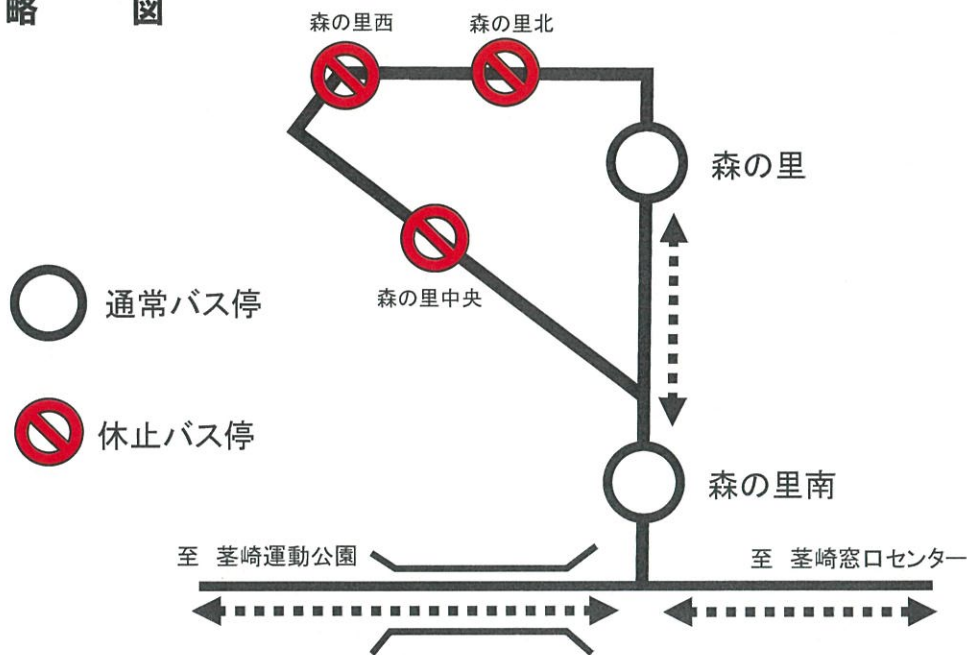 略 図
森の里西
森の里北
森の里
森の里中央
通常バス停
休止バス停
森の里南
至 茎崎運動公園
至 茎崎窓口センター